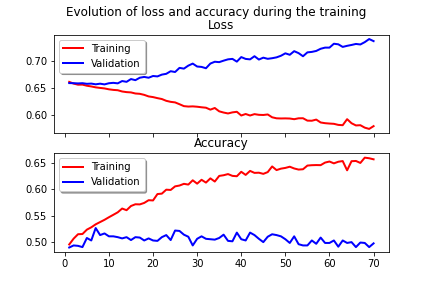 Evolution of loss and accuracy during the training
Loss
Training
Validation
0.70
0.65
0.60
Accuracy
Training
Validation
0.65
0.60
0.55
0.50
0 10 20 30 40 50 60 70